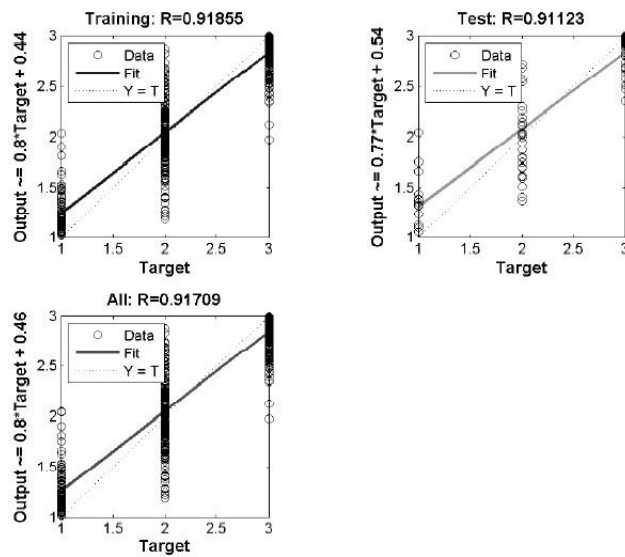 Training: R=0.91855
Output ~= 0.8*Target + 0.44
3
2.5
2
1.5
1
Data
Fit
Y = T
1 1.5 2 2.5 3
Target
Test: R=0.91123
Output ~= 0.77*Target + 0.54
3
2.5
2
1.5
1
Data
Fit
Y = T
1 1.5 2 2.5 3
Target
All: R=0.91709
Output ~= 0.8*Target + 0.46
3
2.5
2
1.5
1
Data
Fit
Y = T
1 1.5 2 2.5 3
Target